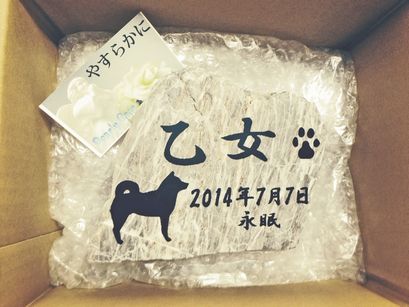 やすらかに
乙女
2014年7月7日
永眠